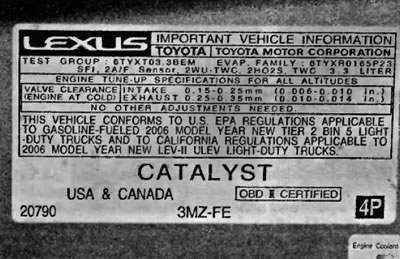 LEXUS IMPORTANT VEHICLE INFORMATION
TOYOTA TOYOTA MOTOR CORPORATION
TEST GROUP : 6TYXT03.3BEM EVAP. FAMILY : 6TYXR0165P23
SFI, 2A/F Sensor, 2WU-TWC, 2HO2S, TWC 3.3 LITER
ENGINE TUNE-UP SPECIFICATIONS FOR ALL ALTITUDES
VALVE CLEARANCE INTAKE 0.15-0.25mm (0.006-0.010 in.)
(ENGINE AT COLD) EXHAUST 0.25-0.35mm (0.010-0.014 in.)
NO OTHER ADJUSTMENTS NEEDED.
THIS VEHICLE CONFORMS TO U.S. EPA REGULATIONS APPLICABLE
TO GASOLINE-FUELED 2006 MODEL YEAR NEW TIER 2 BIN 5 LIGHT
-DUTY TRUCKS AND TO CALIFORNIA REGULATIONS APPLICABLE TO
2006 MODEL YEAR NEW LEV-II ULEV LIGHT-DUTY TRUCKS.
CATALYST
USA & CANADA OBD II CERTIFIED
20790 3MZ-FE 4P
Engine Coolant